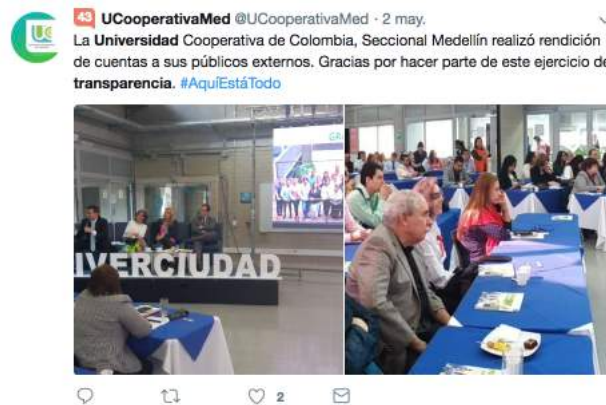 43 UCooperativaMed @UCooperativaMed · 2 may.
La Universidad Cooperativa de Colombia, Seccional Medellín realizó rendición
de cuentas a sus públicos externos. Gracias por hacer parte de este ejercicio de
transparencia. #AquíEstáTodo
IVERCIUDAD
2